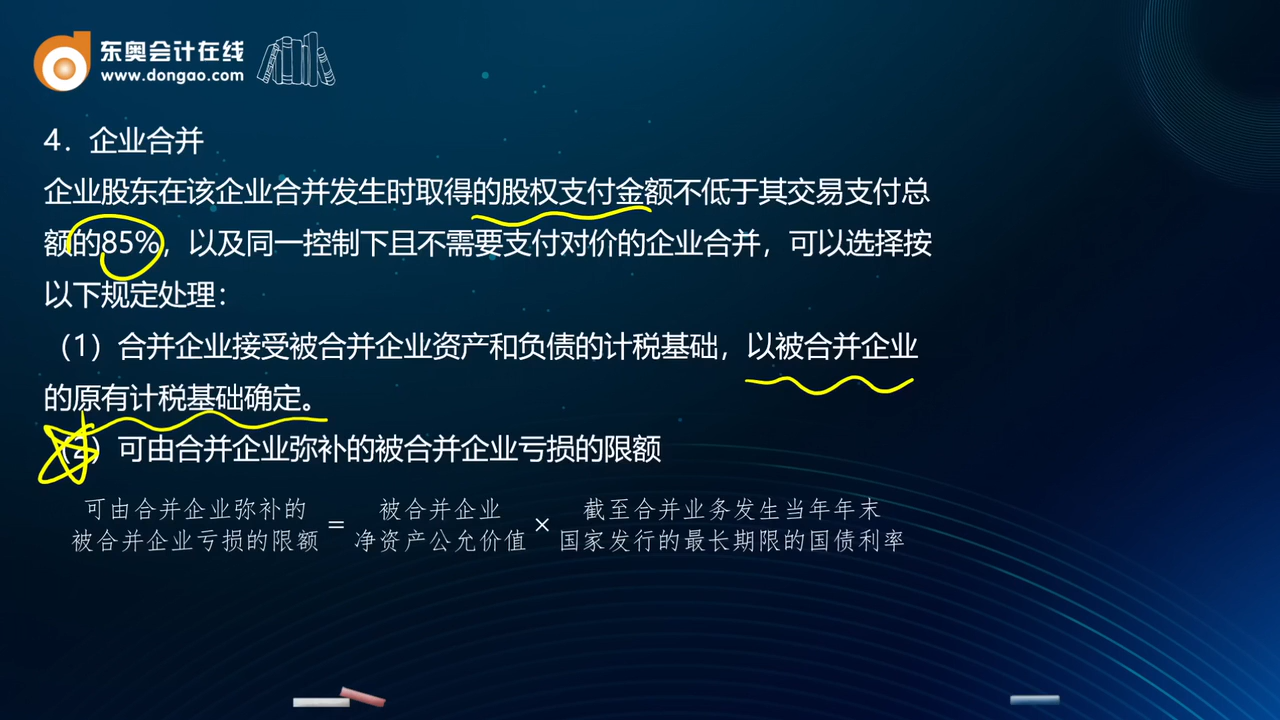 东奥会计在线
www.dongao.com
4．企业合并
企业股东在该企业合并发生时取得的股权支付金额不低于其交易支付总
额的85%，以及同一控制下且不需要支付对价的企业合并，可以选择按
以下规定处理：
（1）合并企业接受被合并企业资产和负债的计税基础，以被合并企业
的原有计税基础确定。
（2）可由合并企业弥补的被合并企业亏损的限额
可由合并企业弥补的 被合并企业 截至合并业务发生当年年末
被合并企业亏损的限额 = 净资产公允价值 × 国家发行的最长期限的国债利率